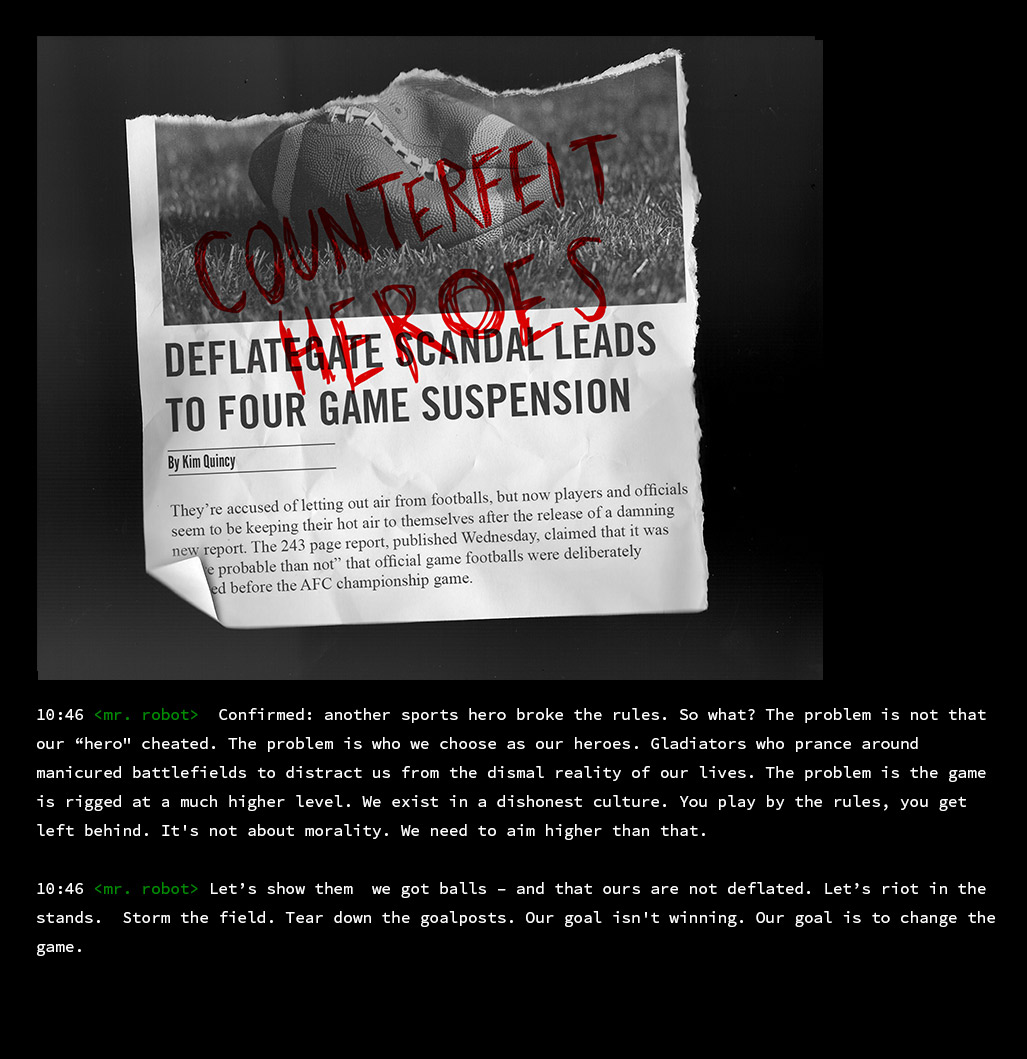 COUNTERFEIT
HEROES
DEFLATEGATE SCANDAL LEADS
TO FOUR GAME SUSPENSION
By Kim Quincy
They’re accused of letting out air from footballs, but now players and officials
seem to be keeping their hot air to themselves after the release of a damning
new report. The 243 page report, published Wednesday, claimed that it was
e probable than not” that official game footballs were deliberately
ed before the AFC championship game.
10:46 <mr. robot>  Confirmed: another sports hero broke the rules. So what? The problem is not that
our “hero" cheated. The problem is who we choose as our heroes. Gladiators who prance around
manicured battlefields to distract us from the dismal reality of our lives. The problem is the game
is rigged at a much higher level. We exist in a dishonest culture. You play by the rules, you get
left behind. It's not about morality. We need to aim higher than that.
10:46 <mr. robot> Let’s show them  we got balls – and that ours are not deflated. Let’s riot in the
stands.  Storm the field. Tear down the goalposts. Our goal isn't winning. Our goal is to change the
game.